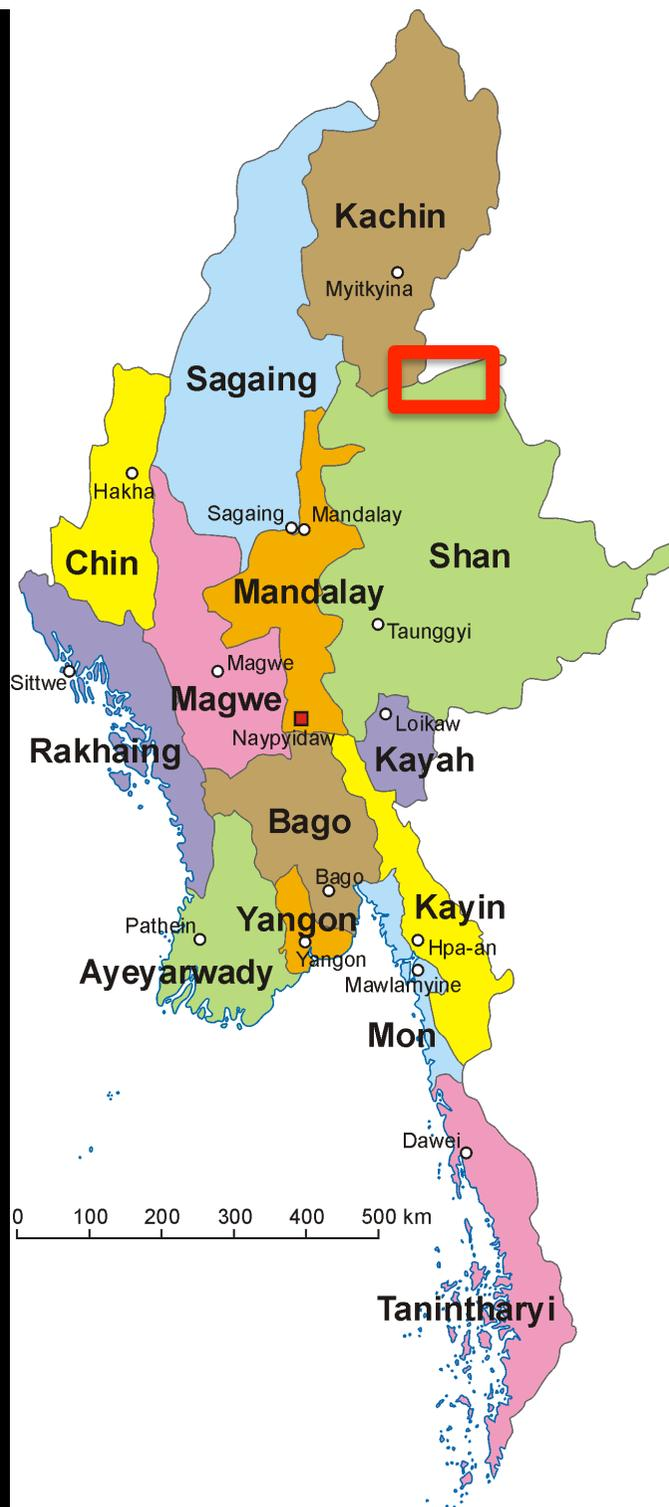 Kachin
Myitkyina
Sagaing
Hakha
Sagaing
Mandalay
Chin
Shan
Mandalay
Taunggyi
Magwe
Sittwe
Magwe
Loikaw
Naypyidaw
Rakhaing
Kayah
Bago
Bago
Kayin
Yangon
Pathein
Hpa-an
Yangon
Ayeyarwady
Mawlamyine
Mon
Dawei
0 100 200 300 400 500 km
Tanintharyi